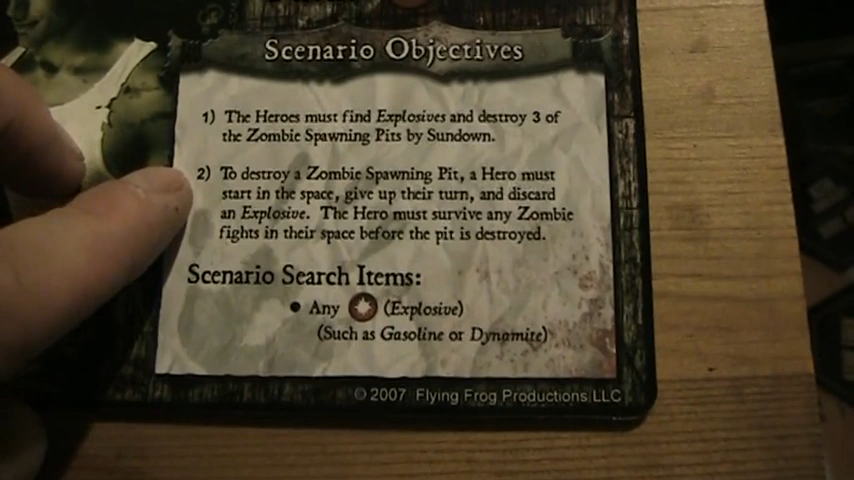 Scenario Objectives
1) The Heroes must find Explosives and destroy 3 of
the Zombie Spawning Pits by Sundown.
2) To destroy a Zombie Spawning Pit, a Hero must
start in the space, give up their turn, and discard
an Explosive. The Hero must survive any Zombie
fights in their space before the pit is destroyed.
Scenario Search Items:
• Any (Explosive)
(Such as Gasoline or Dynamite)
© 2007 Flying Frog Productions LLC